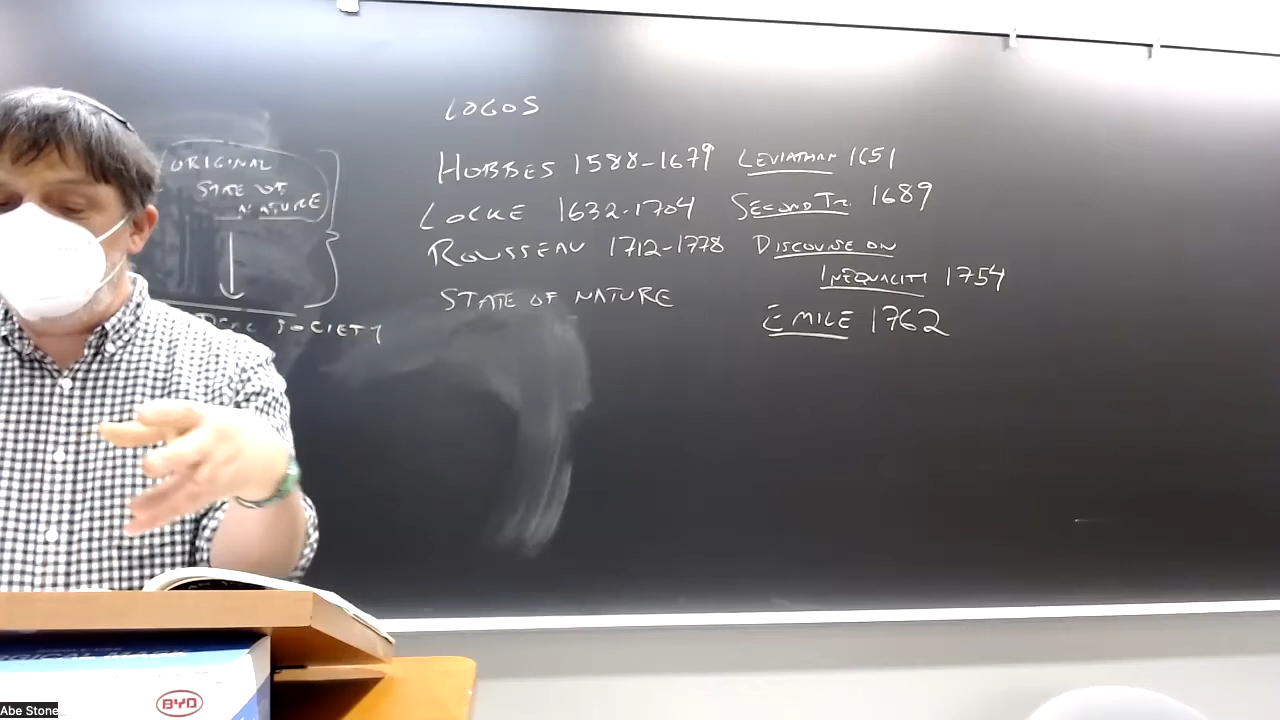 LOGOS
ORIGINAL
STATE OF
NATURE
SOCIETY
HOBBES 1588-1679 LEVIATHAN 1651
LOCKE 1632-1704 SECOND TR. 1689
ROUSSEAU 1712-1778 DISCOURSE ON
INEQUALITY 1754
STATE OF NATURE
ÉMILE 1762
BYD
Abe Stone